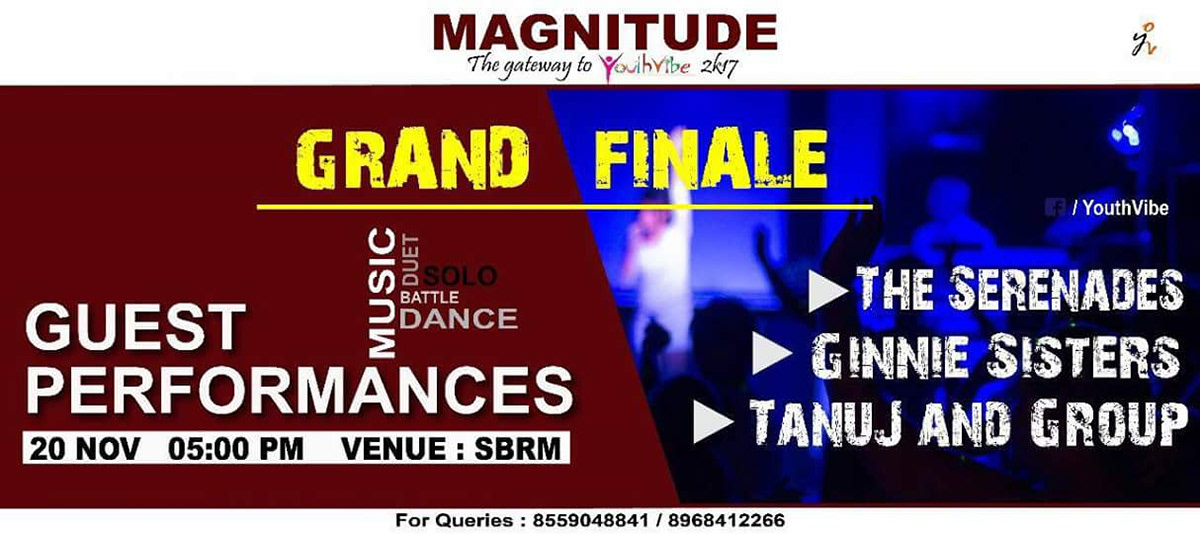 MAGNITUDE
The gateway to YouthVibe 2k17
yov
GRAND FINALE
f / YouthVibe
MUSIC
DUET
SOLO
BATTLE
DANCE
GUEST
PERFORMANCES
20 NOV 05:00 PM VENUE : SBRM
THE SERENADES
GINNIE SISTERS
TANUJ AND GROUP
For Queries : 8559048841 / 8968412266